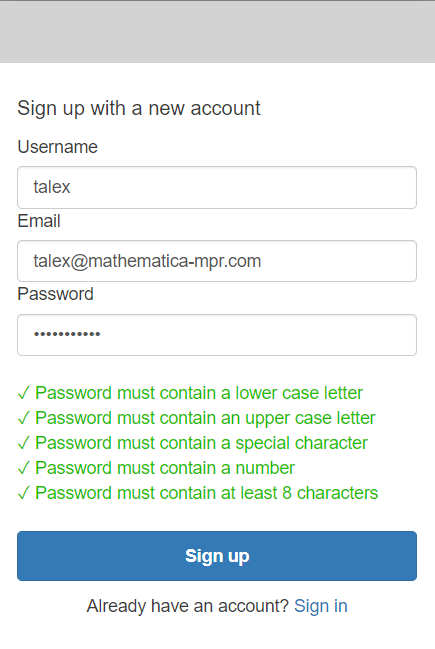 Sign up with a new account
Username
talex
Email
talex@mathematica-mpr.com
Password
•••••••••••
✓ Password must contain a lower case letter
✓ Password must contain an upper case letter
✓ Password must contain a special character
✓ Password must contain a number
✓ Password must contain at least 8 characters
Sign up
Already have an account? Sign in